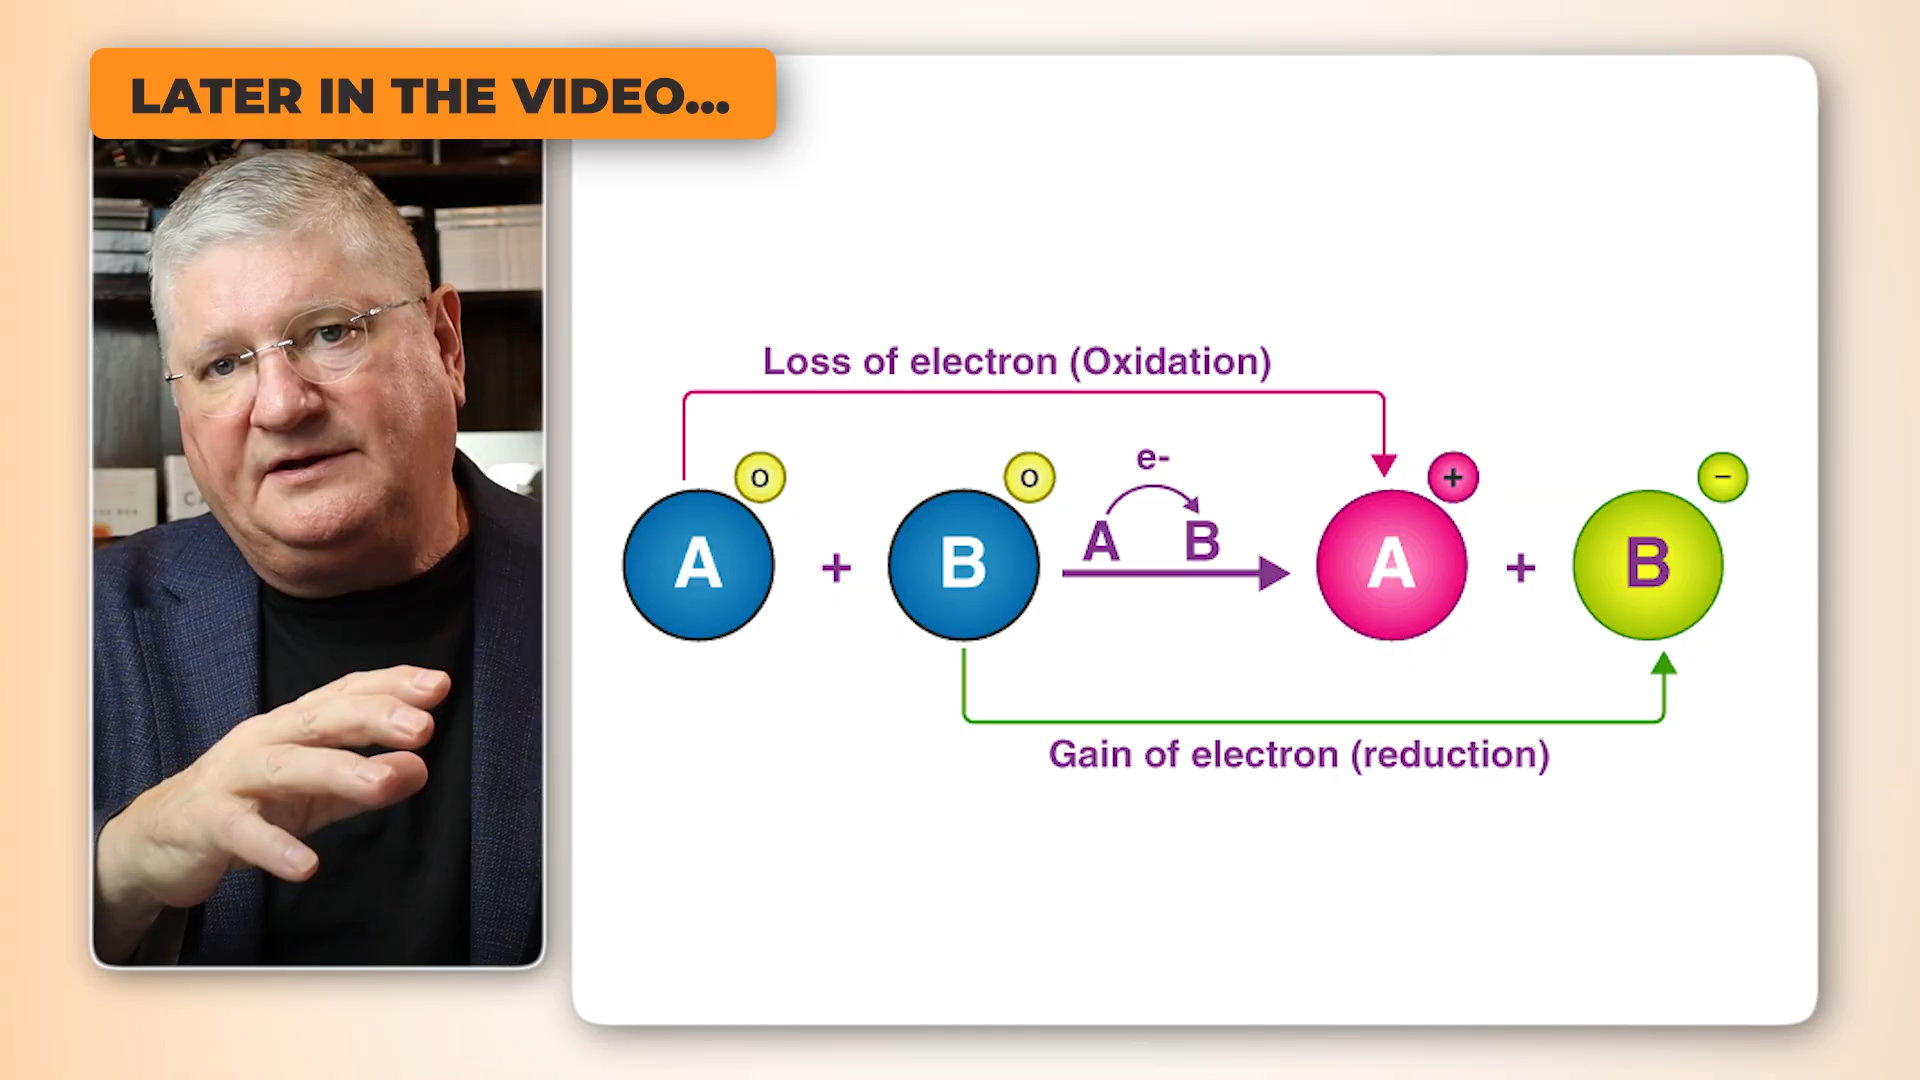 LATER IN THE VIDEO...
Loss of electron (Oxidation)
e-
A o + B o A B A + + B −
Gain of electron (reduction)